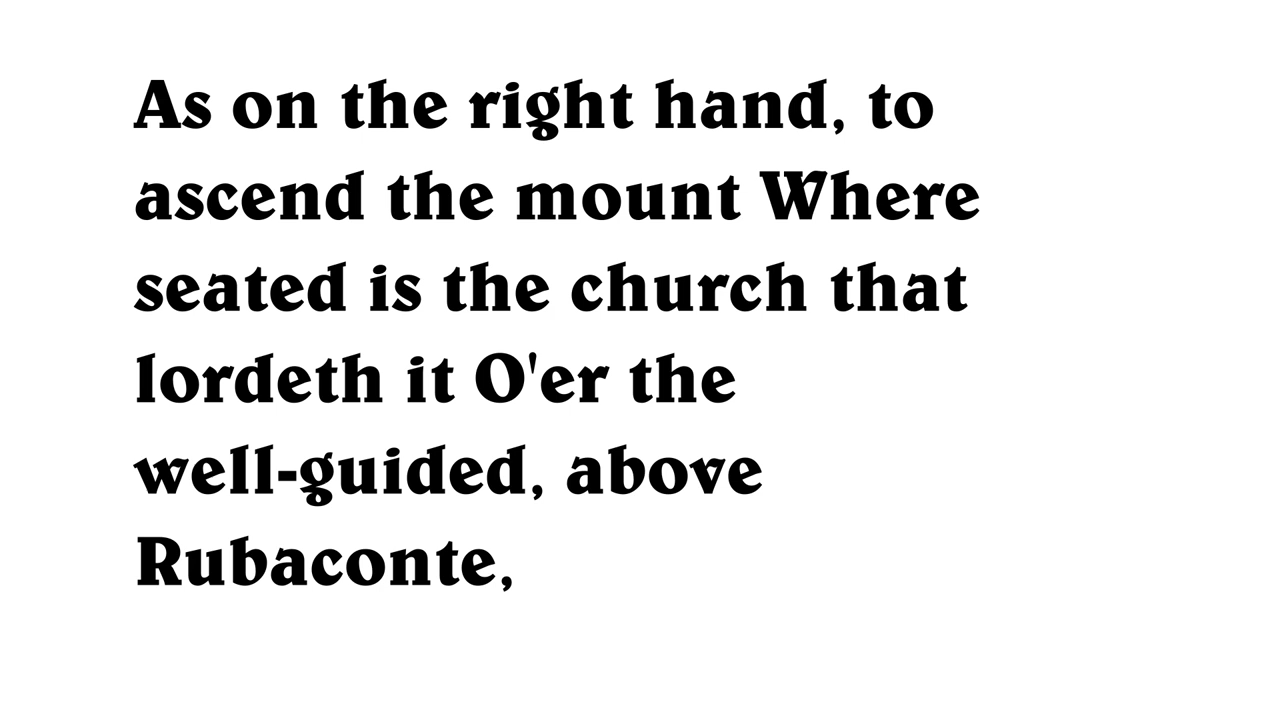 As on the right hand, to
ascend the mount Where
seated is the church that
lordeth it O'er the
well-guided, above
Rubaconte,